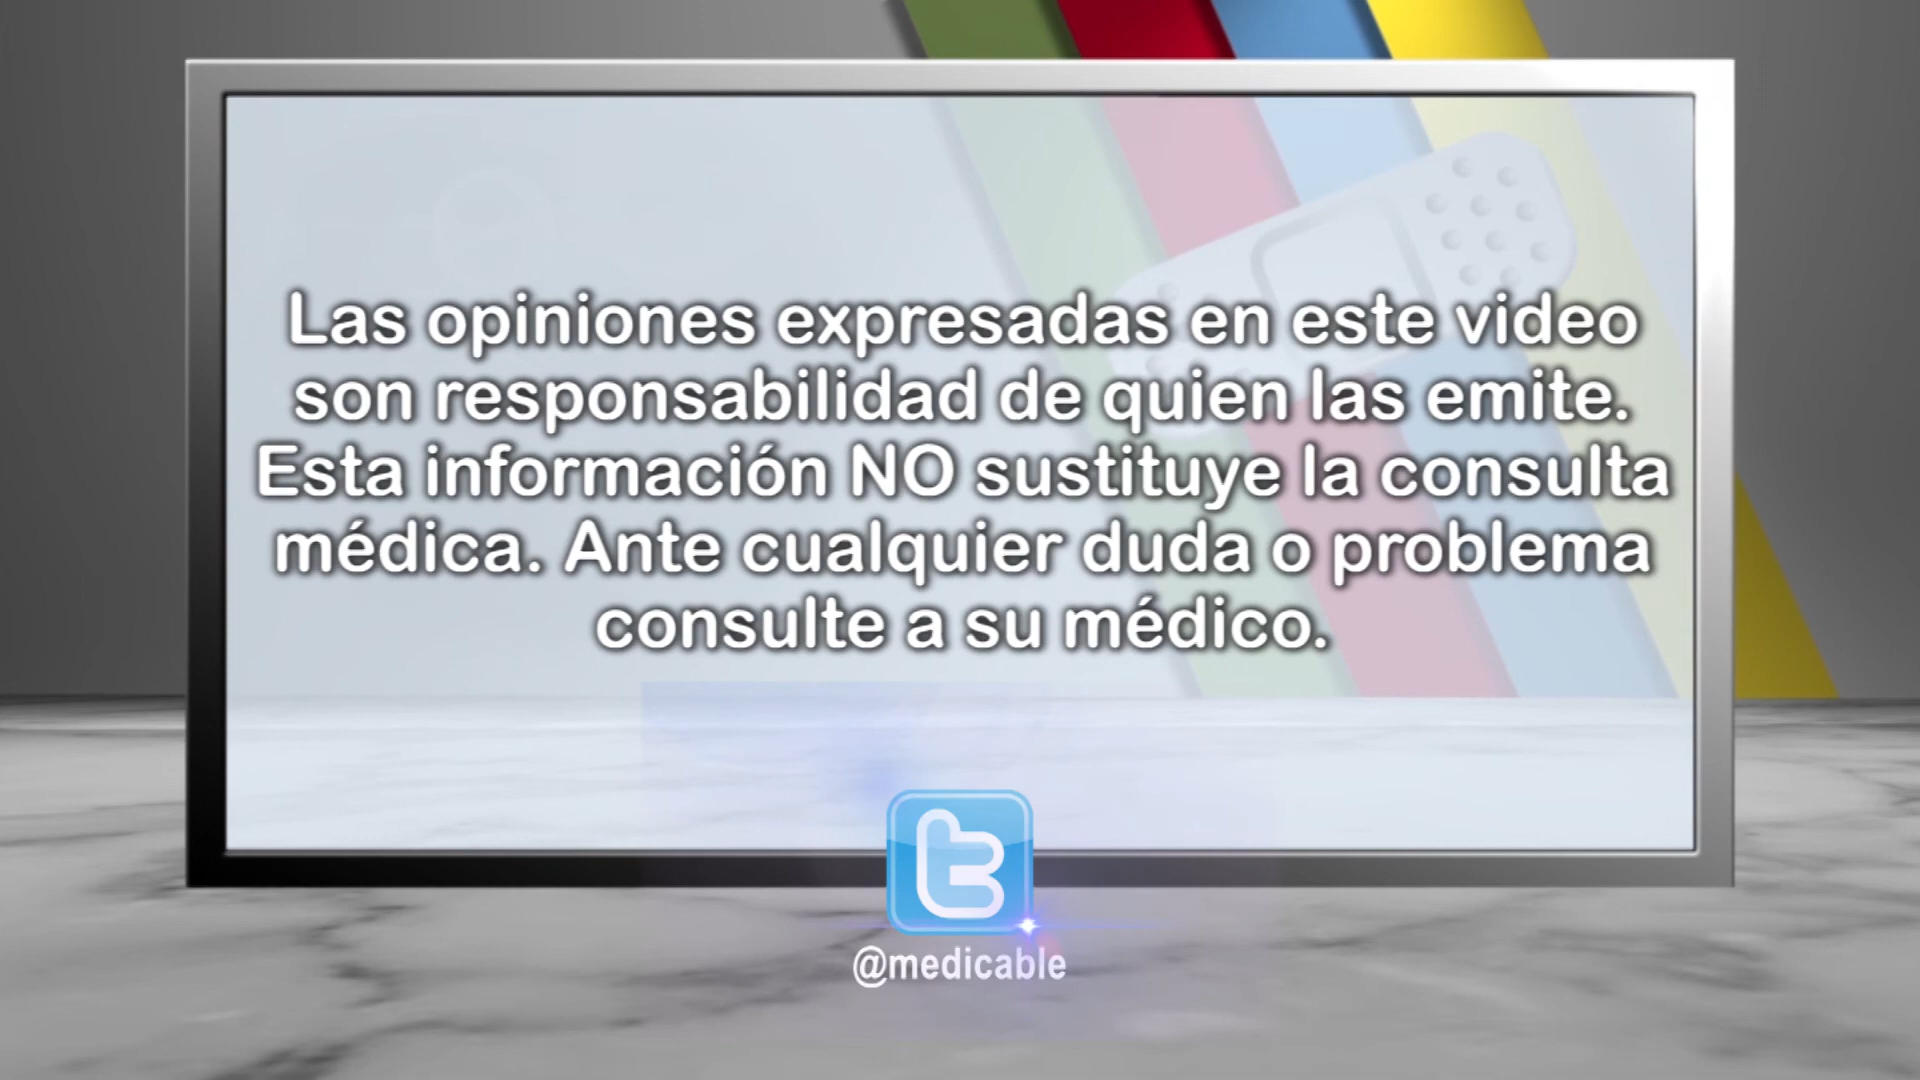 Las opiniones expresadas en este video
son responsabilidad de quien las emite.
Esta información NO sustituye la consulta
médica. Ante cualquier duda o problema
consulte a su médico.
t
@medicable